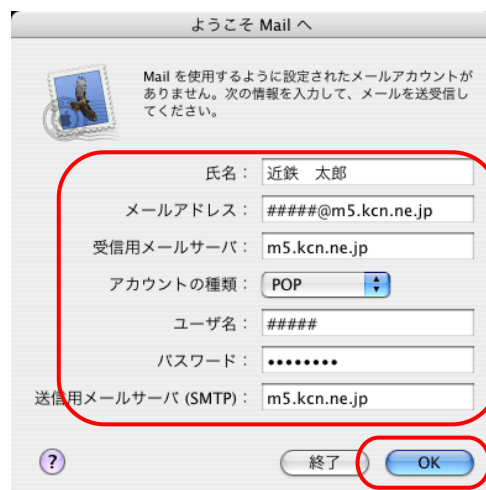 ようこそ Mail へ
Mail を使用するように設定されたメールアカウントが
ありません。次の情報を入力して、メールを送受信し
てください。
氏名： 近鉄　太郎
メールアドレス： #####@m5.kcn.ne.jp
受信用メールサーバ： m5.kcn.ne.jp
アカウントの種類： POP
ユーザ名： #####
パスワード： ••••••••
送信用メールサーバ (SMTP)： m5.kcn.ne.jp
? 終了 OK